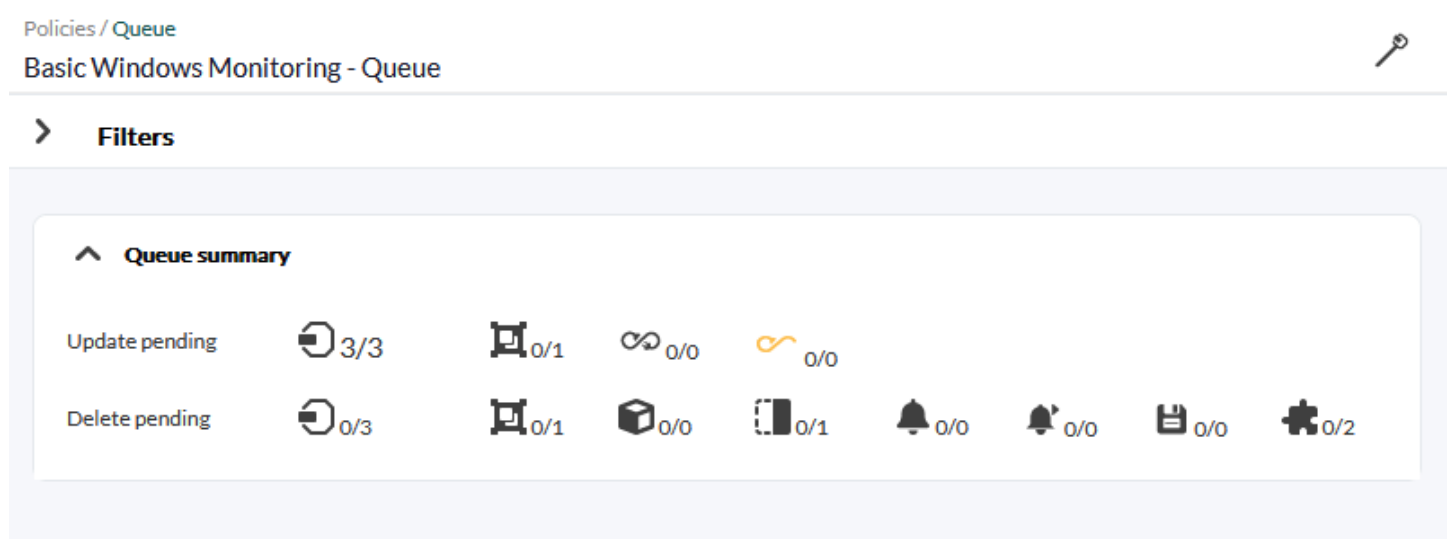 Policies / Queue
Basic Windows Monitoring - Queue
Filters
Queue summary
Update pending 3/3 0/1 0/0 0/0
Delete pending 0/3 0/1 0/0 0/1 0/0 0/0 0/0 0/2